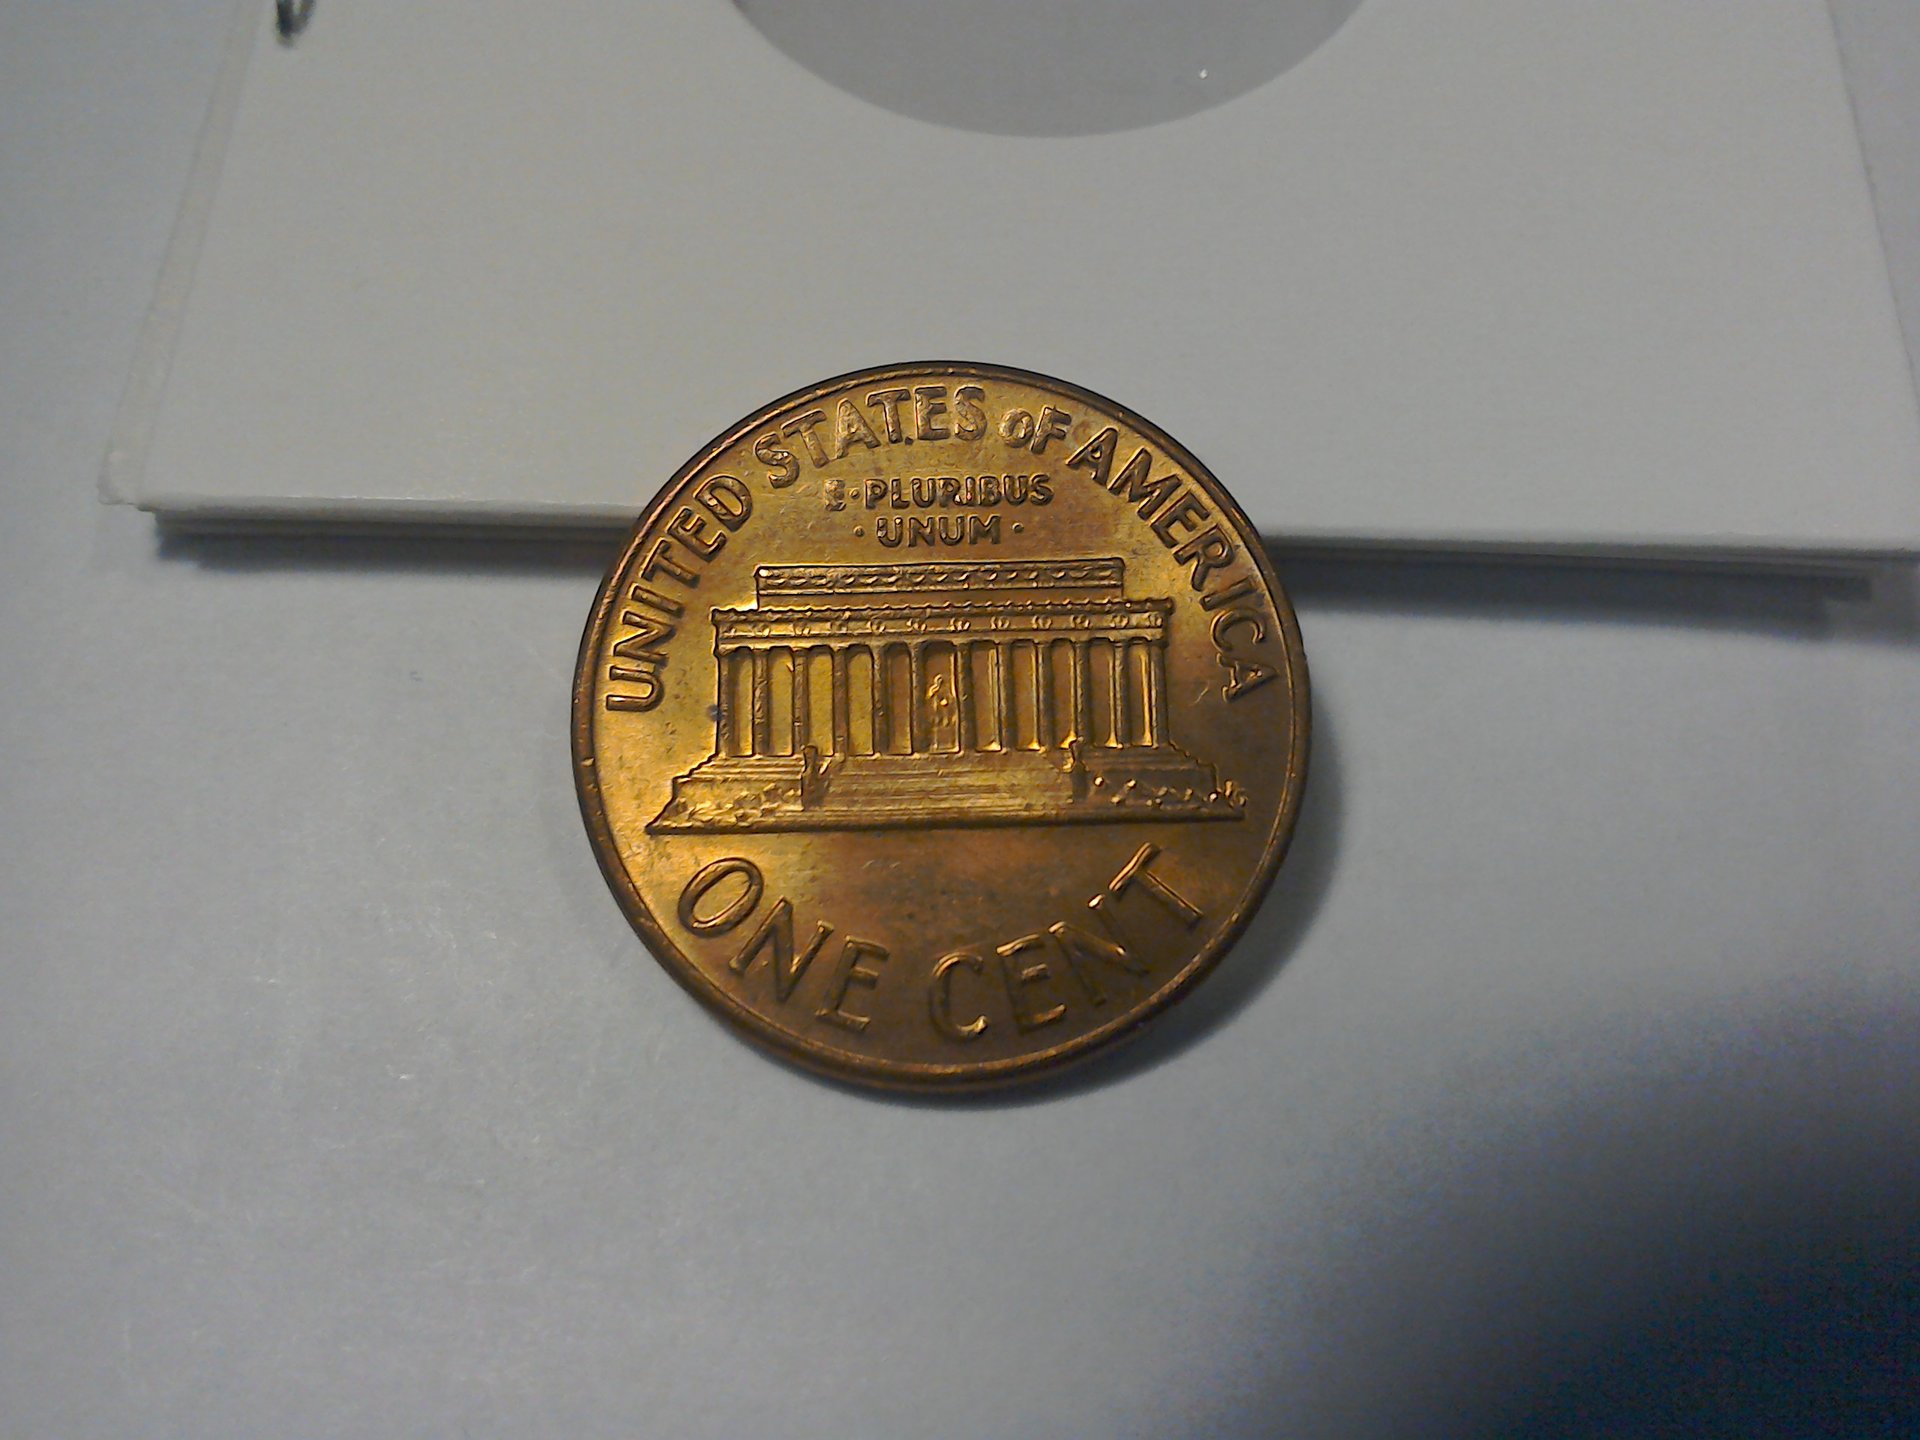 UNITED STATES OF AMERICA
E·PLURIBUS
·UNUM·
ONE CENT